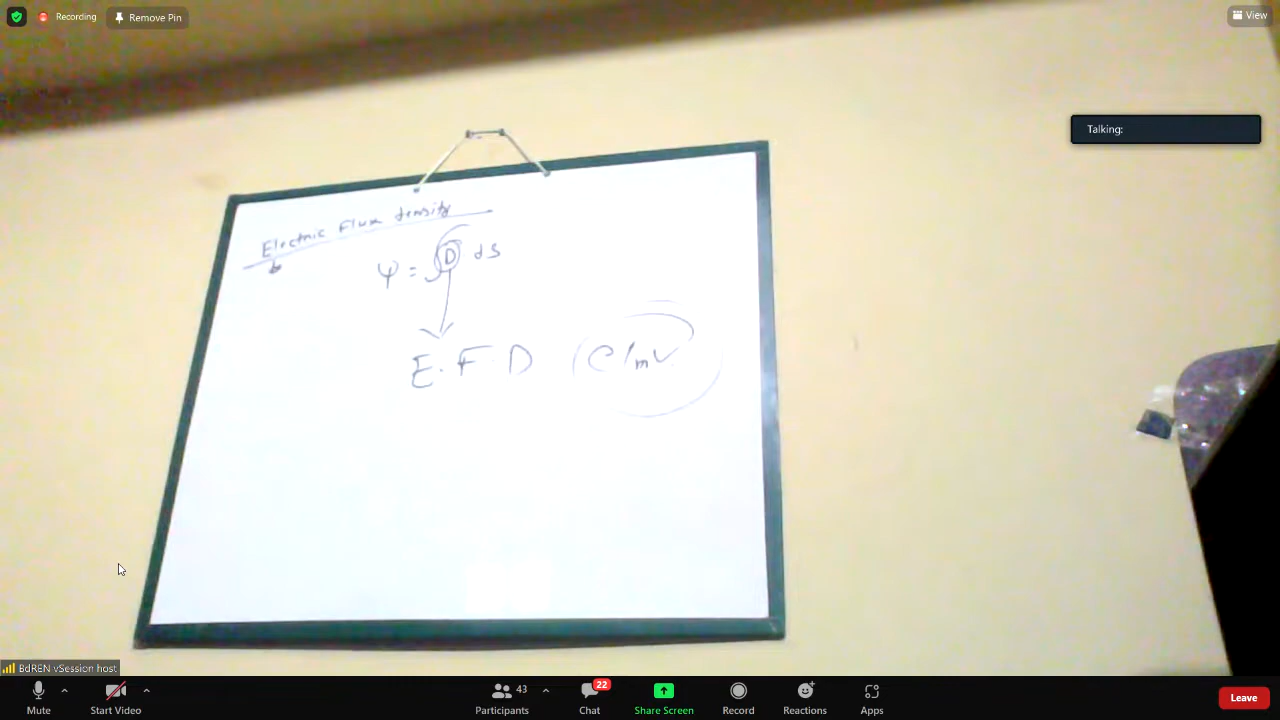 Recording
Remove Pin
View
Talking:
Electric Flux density
Ψ = ∫ D ds
E.F.D (C/m
BdREN vSession host
Mute
Start Video
43
Participants
22
Chat
Share Screen
Record
Reactions
Apps
Leave